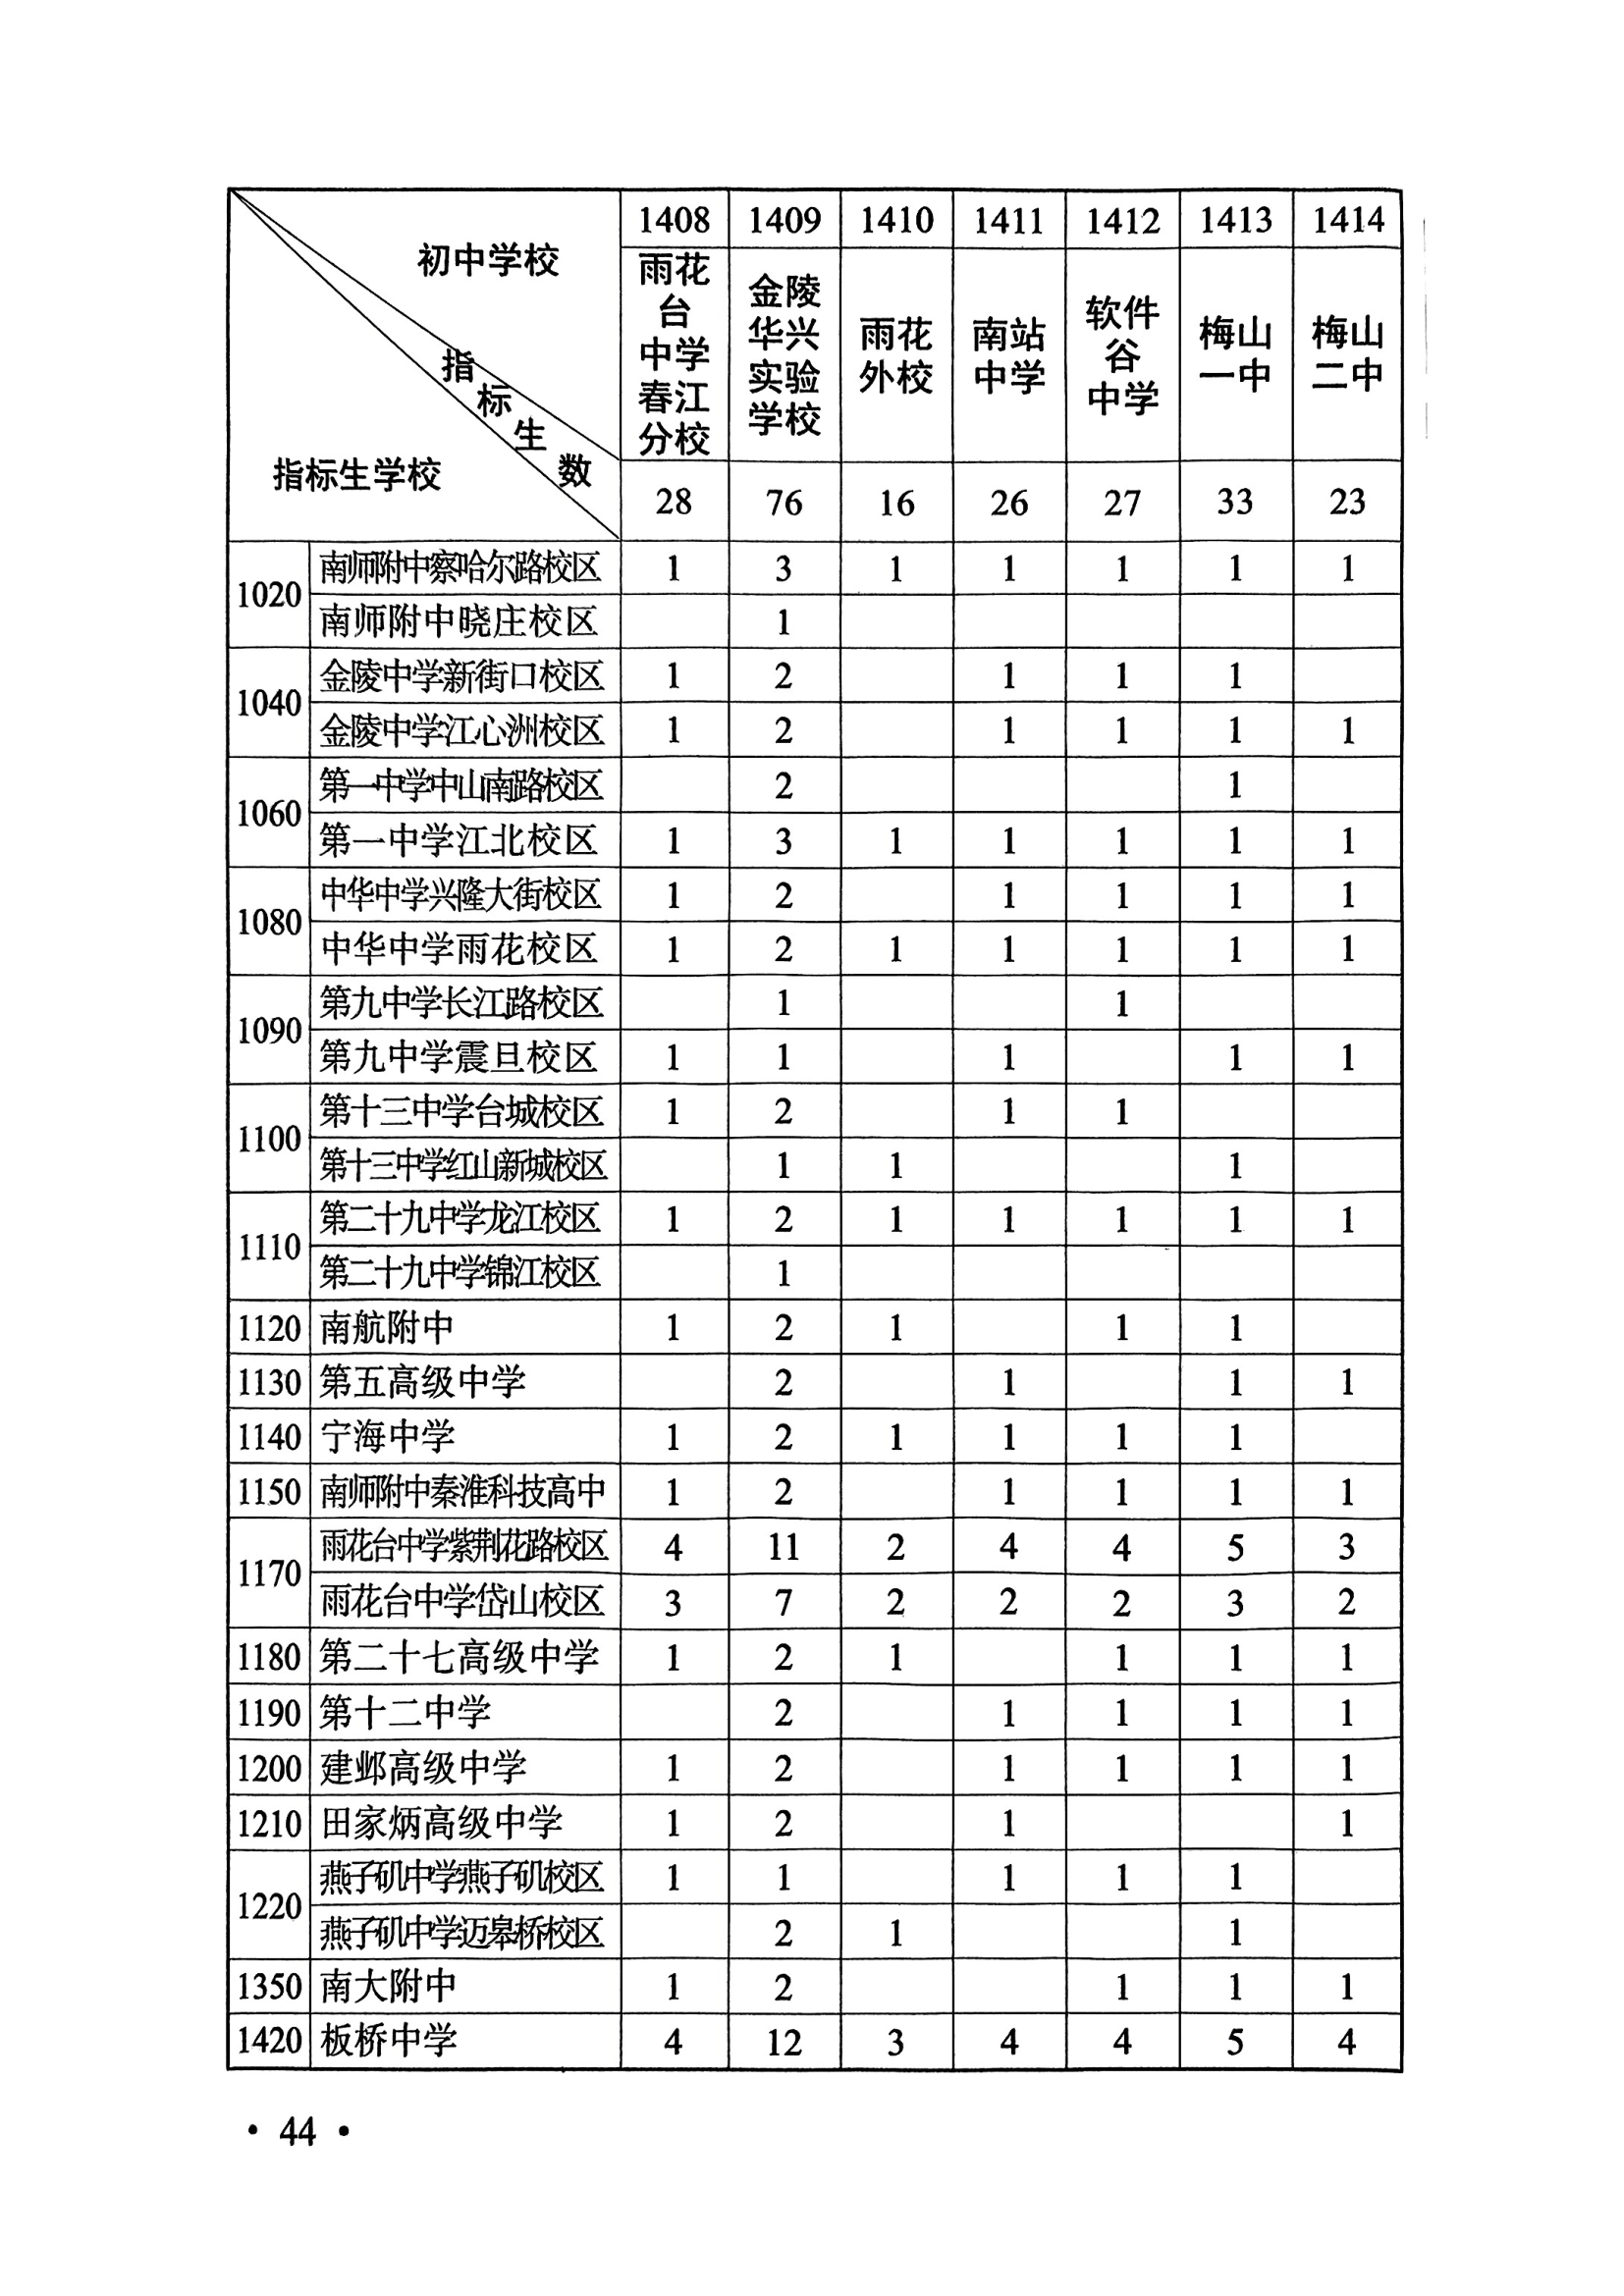 初中学校
指标生数
指标生学校
1408 1409 1410 1411 1412 1413 1414
雨花台中学春江分校 金陵华兴实验学校 雨花外校 南站中学 软件谷中学 梅山一中 梅山二中
28 76 16 26 27 33 23
1020 南师附中察哈尔路校区 1 3 1 1 1 1 1
南师附中晓庄校区 1
1040 金陵中学新街口校区 1 2 1 1 1
金陵中学江心洲校区 1 2 1 1 1 1
1060 第一中学中山南路校区 2 1
第一中学江北校区 1 3 1 1 1 1 1
1080 中华中学兴隆大街校区 1 2 1 1 1 1
中华中学雨花校区 1 2 1 1 1 1 1
1090 第九中学长江路校区 1 1
第九中学震旦校区 1 1 1 1 1
1100 第十三中学台城校区 1 2 1 1
第十三中学红山新城校区 1 1 1
1110 第二十九中学龙江校区 1 2 1 1 1 1 1
第二十九中学锦江校区 1
1120 南航附中 1 2 1 1 1
1130 第五高级中学 2 1 1 1
1140 宁海中学 1 2 1 1 1 1
1150 南师附中秦淮科技高中 1 2 1 1 1 1
1170 雨花台中学紫荆花路校区 4 11 2 4 4 5 3
雨花台中学岱山校区 3 7 2 2 2 3 2
1180 第二十七高级中学 1 2 1 1 1 1
1190 第十二中学 2 1 1 1 1
1200 建邺高级中学 1 2 1 1 1 1
1210 田家炳高级中学 1 2 1 1
1220 燕子矶中学燕子矶校区 1 1 1 1 1
燕子矶中学迈皋桥校区 2 1 1
1350 南大附中 1 2 1 1 1
1420 板桥中学 4 12 3 4 4 5 4
• 44 •